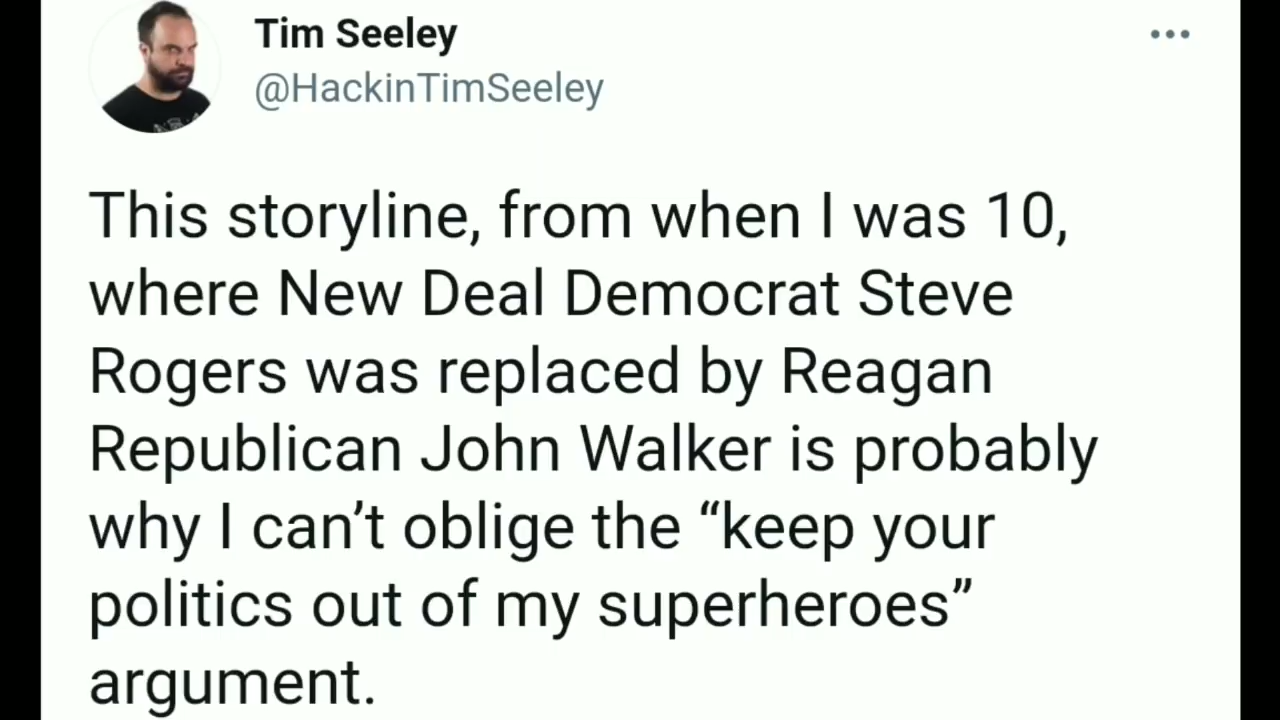 Tim Seeley
@HackinTimSeeley
This storyline, from when I was 10,
where New Deal Democrat Steve
Rogers was replaced by Reagan
Republican John Walker is probably
why I can’t oblige the “keep your
politics out of my superheroes”
argument.